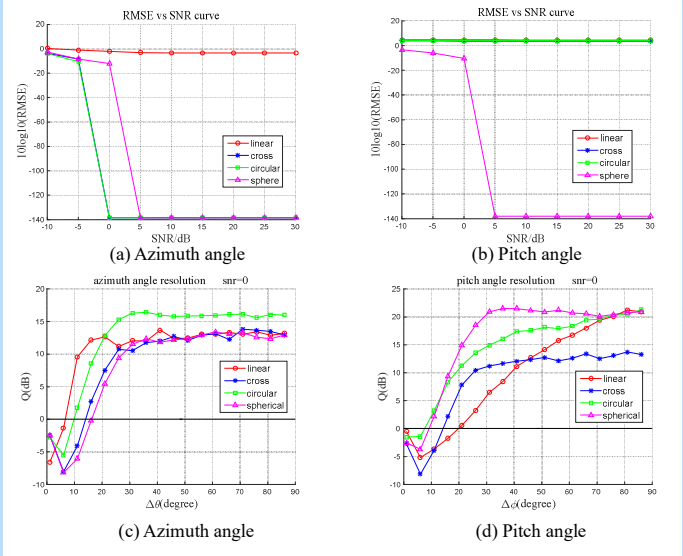 RMSE vs SNR curve
20
0
-20
-40
-60
-80
-100
-120
-140
10log10(RMSE)
linear
cross
circular
sphere
-10 -5 0 5 10 15 20 25 30
SNR/dB
(a) Azimuth angle
RMSE vs SNR curve
20
0
-20
-40
-60
-80
-100
-120
-140
10log10(RMSE)
linear
cross
circular
sphere
-10 -5 0 5 10 15 20 25 30
SNR/dB
(b) Pitch angle
azimuth angle resolution snr=0
20
15
10
5
0
-5
-10
Q(dB)
linear
cross
circular
spherical
0 10 20 30 40 50 60 70 80 90
Δθ(degree)
(c) Azimuth angle
pitch angle resolution snr=0
25
20
15
10
5
0
-5
-10
Q(dB)
linear
cross
circular
spherical
0 10 20 30 40 50 60 70 80 90
Δϕ(degree)
(d) Pitch angle